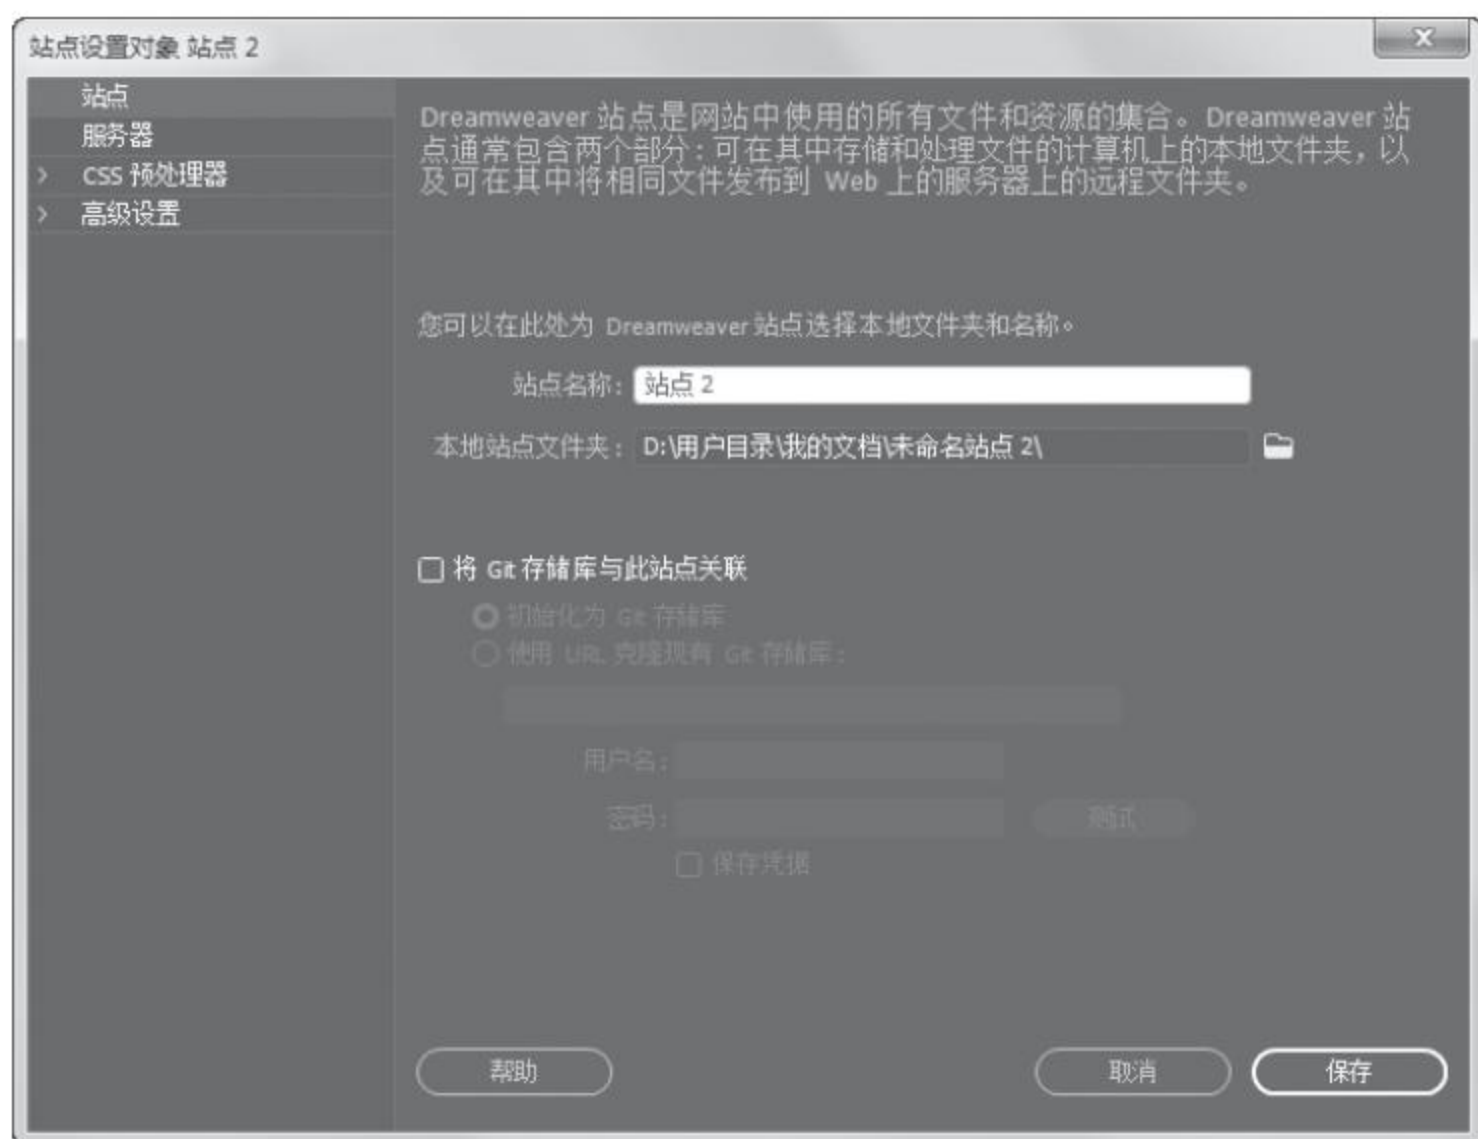 站点设置对象 站点 2
站点
服务器
CSS 预处理器
高级设置
Dreamweaver 站点是网站中使用的所有文件和资源的集合。Dreamweaver 站
点通常包含两个部分：可在其中存储和处理文件的计算机上的本地文件夹，以
及可在其中将相同文件发布到 Web 上的服务器上的远程文件夹。
您可以在此处为 Dreamweaver 站点选择本地文件夹和名称。
站点名称： 站点 2
本地站点文件夹： D:\用户目录\我的文档\未命名站点 2\
将 Git 存储库与此站点关联
初始化为 Git 存储库
使用 URL 克隆现有 Git 存储库：
用户名：
密码： 测试
保存凭据
帮助 取消 保存